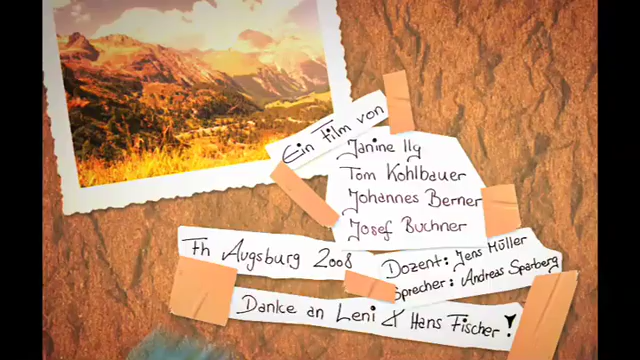 Ein Film von
Janine Ilg
Tom Kohlbauer
Johannes Berner
Josef Buchner
Fh Augsburg 2008
Dozent: Jens Müller
Sprecher: Andreas Sparberg
Danke an Leni & Hans Fischer!